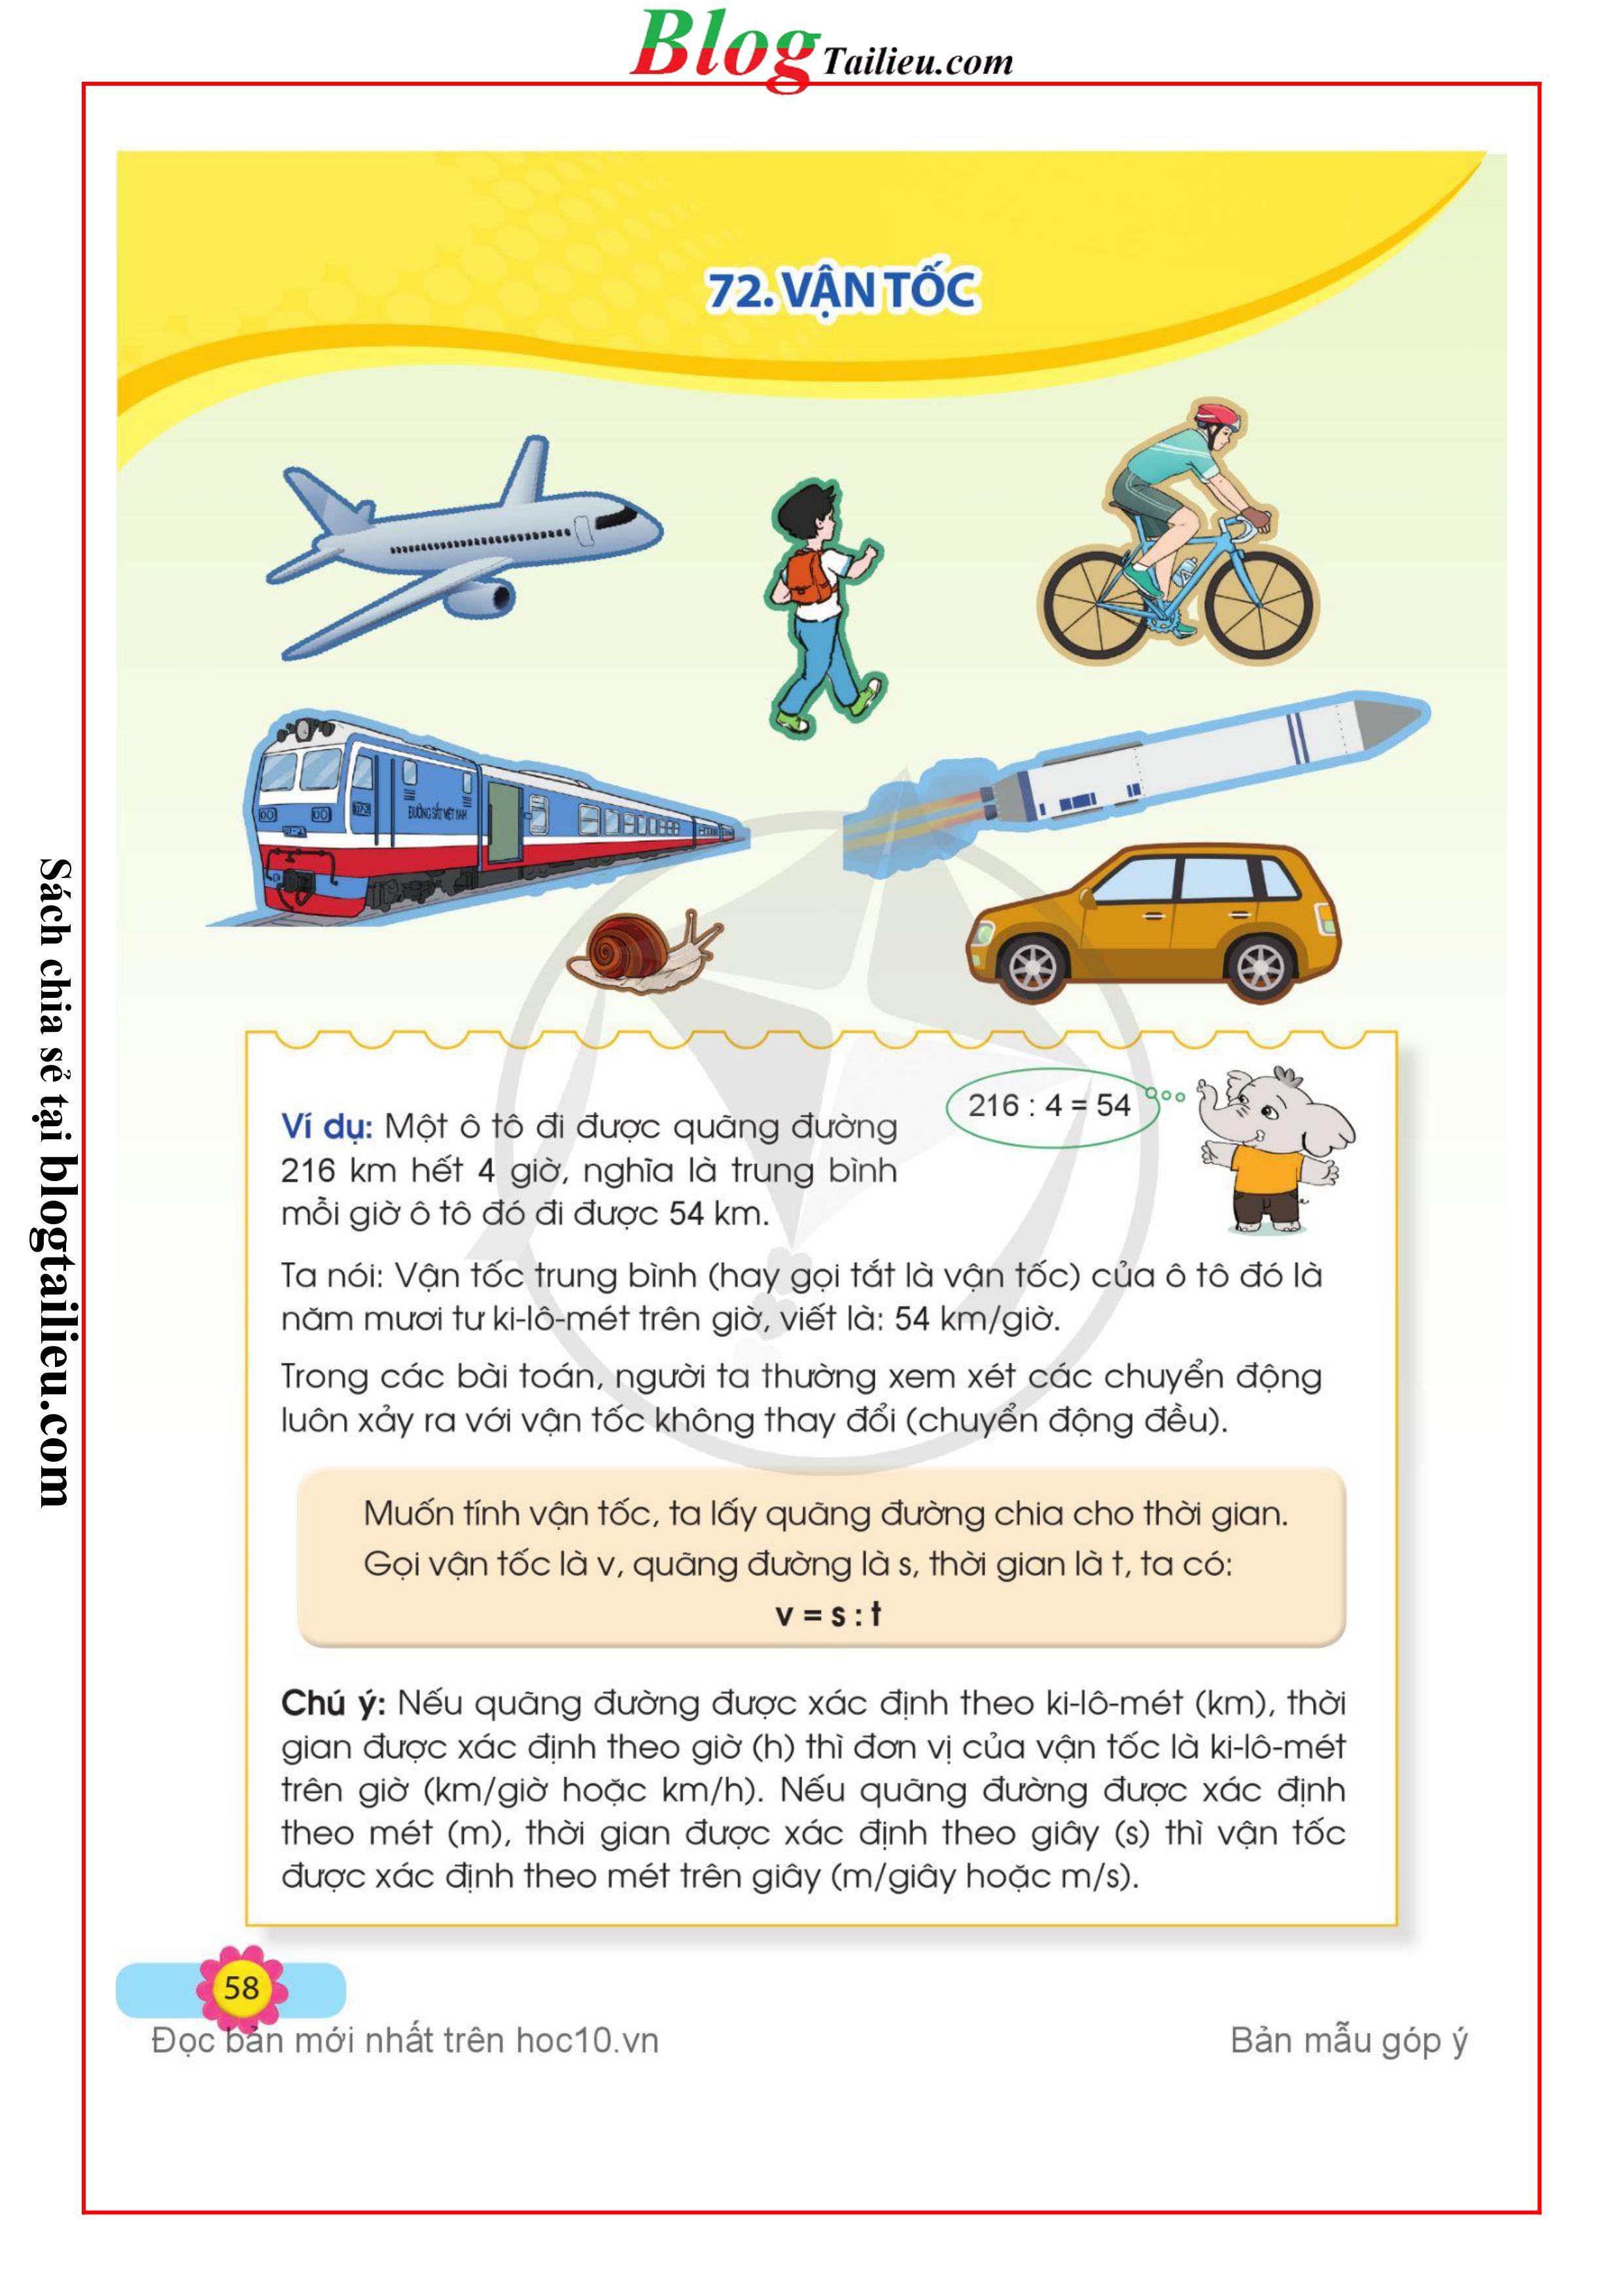 Blog Tailieu.com
72. VẬN TỐC
ĐƯỜNG SẮT VIỆT NAM
216 : 4 = 54
Ví dụ: Một ô tô đi được quãng đường
216 km hết 4 giờ, nghĩa là trung bình
mỗi giờ ô tô đó đi được 54 km.
Ta nói: Vận tốc trung bình (hay gọi tắt là vận tốc) của ô tô đó là
năm mươi tư ki-lô-mét trên giờ, viết là: 54 km/giờ.
Trong các bài toán, người ta thường xem xét các chuyển động
luôn xảy ra với vận tốc không thay đổi (chuyển động đều).
Muốn tính vận tốc, ta lấy quãng đường chia cho thời gian.
Gọi vận tốc là v, quãng đường là s, thời gian là t, ta có:
v = s : t
Chú ý: Nếu quãng đường được xác định theo ki-lô-mét (km), thời
gian được xác định theo giờ (h) thì đơn vị của vận tốc là ki-lô-mét
trên giờ (km/giờ hoặc km/h). Nếu quãng đường được xác định
theo mét (m), thời gian được xác định theo giây (s) thì vận tốc
được xác định theo mét trên giây (m/giây hoặc m/s).
58
Đọc bản mới nhất trên hoc10.vn
Bản mẫu góp ý
Sách chia sẻ tại blogtailieu.com